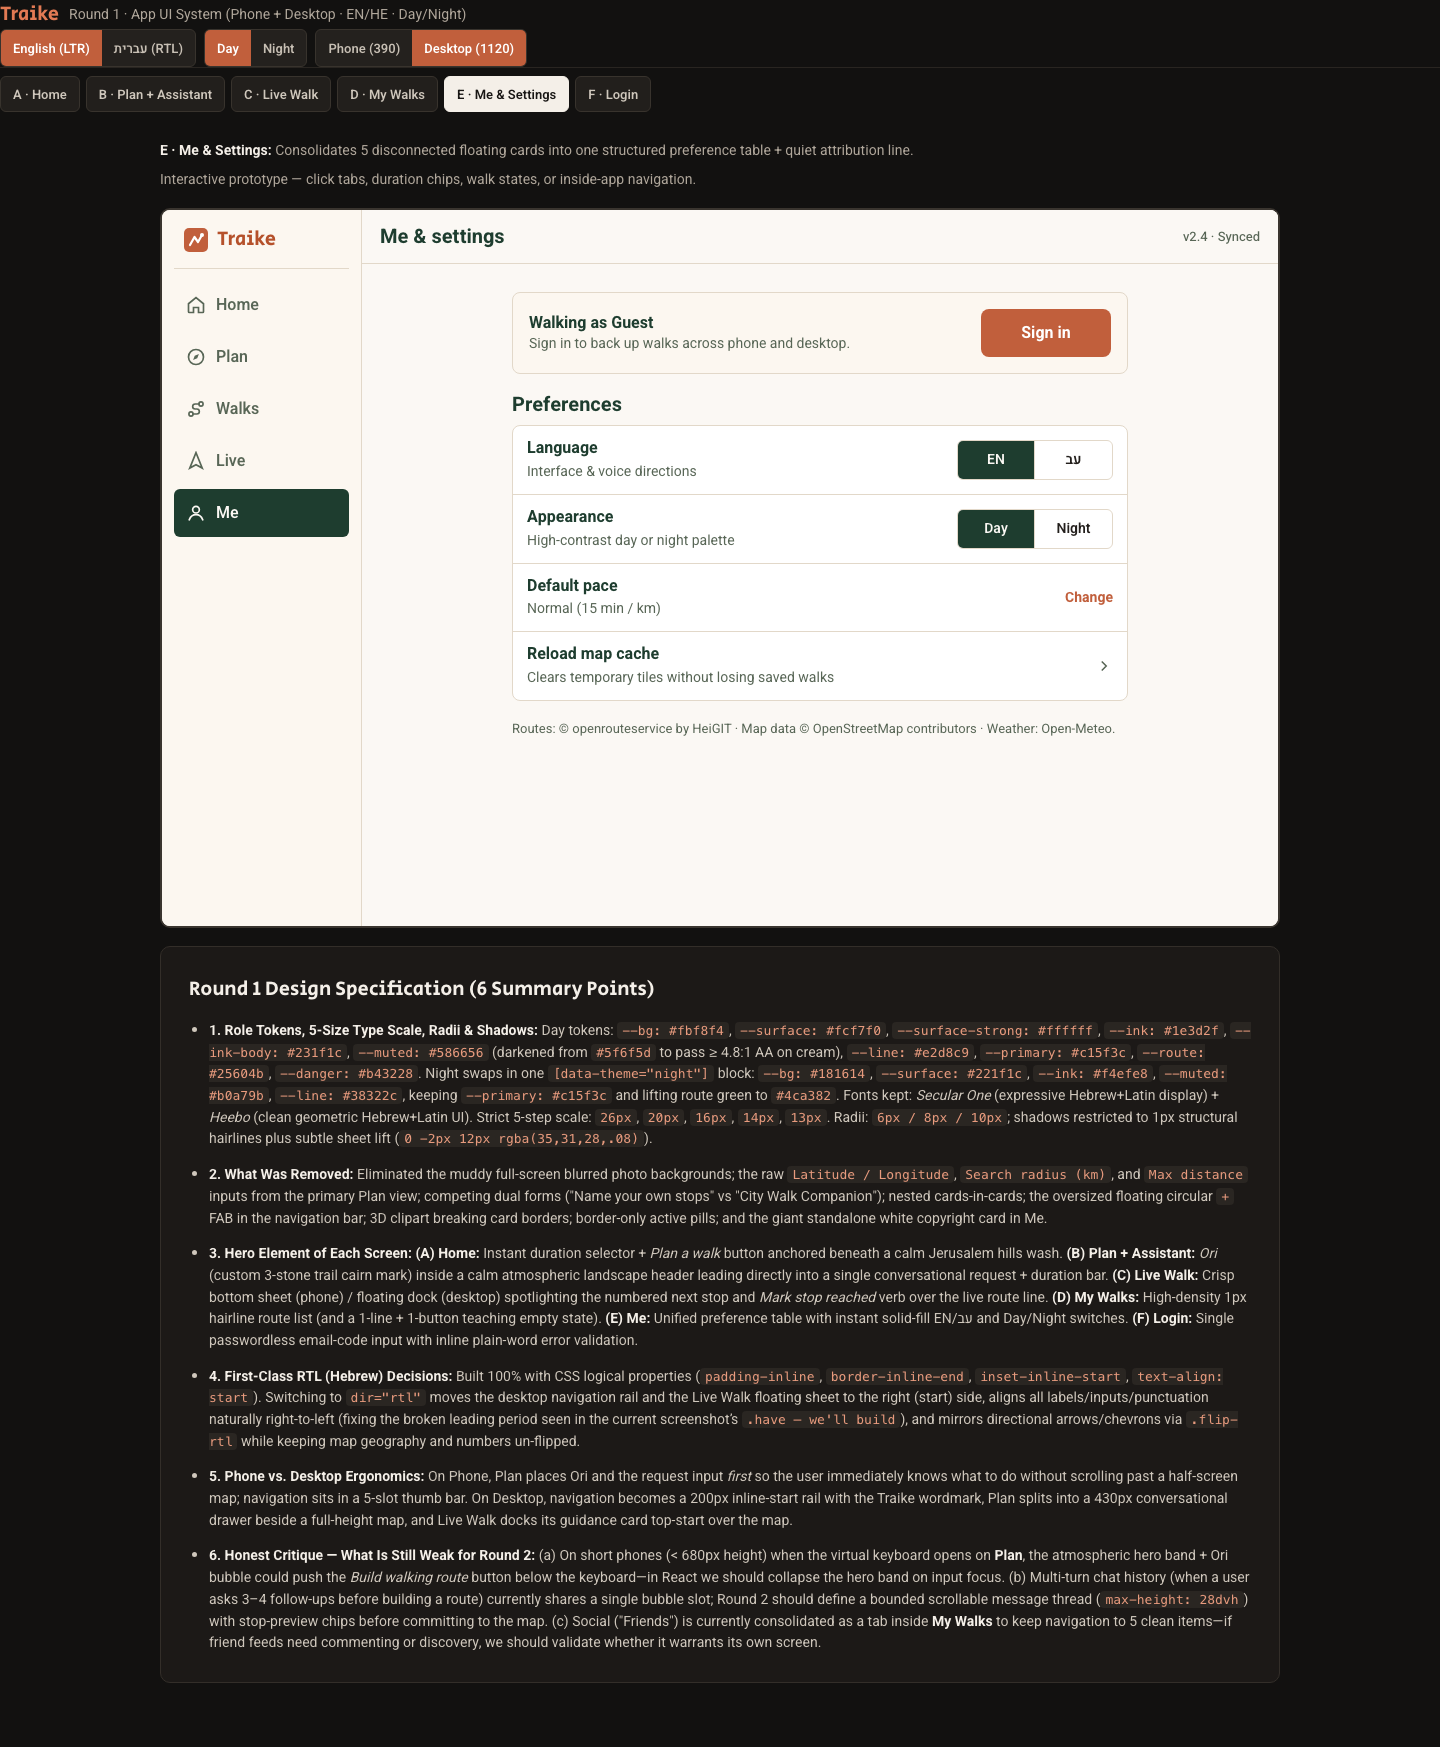 Traike Round 1 · App UI System (Phone + Desktop · EN/HE · Day/Night)
English (LTR) עברית (RTL) Day Night Phone (390) Desktop (1120)
A · Home B · Plan + Assistant C · Live Walk D · My Walks E · Me & Settings F · Login
E · Me & Settings: Consolidates 5 disconnected floating cards into one structured preference table + quiet attribution line.
Interactive prototype — click tabs, duration chips, walk states, or inside-app navigation.
Traike
Home
Plan
Walks
Live
Me
Me & settings
v2.4 · Synced
Walking as Guest
Sign in to back up walks across phone and desktop.
Sign in
Preferences
Language
Interface & voice directions
EN עב
Appearance
High-contrast day or night palette
Day Night
Default pace
Normal (15 min / km)
Change
Reload map cache
Clears temporary tiles without losing saved walks
Routes: © openrouteservice by HeiGIT · Map data © OpenStreetMap contributors · Weather: Open-Meteo.
Round 1 Design Specification (6 Summary Points)
• 1. Role Tokens, 5-Size Type Scale, Radii & Shadows: Day tokens: --bg: #fbf8f4 , --surface: #fcf7f0 , --surface-strong: #ffffff , --ink: #1e3d2f , --
ink-body: #231f1c , --muted: #586656 (darkened from #5f6f5d to pass ≥ 4.8:1 AA on cream), --line: #e2d8c9 , --primary: #c15f3c , --route:
#25604b , --danger: #b43228 . Night swaps in one [data-theme="night"] block: --bg: #181614 , --surface: #221f1c , --ink: #f4efe8 , --muted:
#b0a79b , --line: #38322c , keeping --primary: #c15f3c and lifting route green to #4ca382 . Fonts kept: Secular One (expressive Hebrew+Latin display) +
Heebo (clean geometric Hebrew+Latin UI). Strict 5-step scale: 26px , 20px , 16px , 14px , 13px . Radii: 6px / 8px / 10px ; shadows restricted to 1px structural
hairlines plus subtle sheet lift ( 0 -2px 12px rgba(35,31,28,.08) ).
• 2. What Was Removed: Eliminated the muddy full-screen blurred photo backgrounds; the raw Latitude / Longitude , Search radius (km) , and Max distance
inputs from the primary Plan view; competing dual forms ("Name your own stops" vs "City Walk Companion"); nested cards-in-cards; the oversized floating circular +
FAB in the navigation bar; 3D clipart breaking card borders; border-only active pills; and the giant standalone white copyright card in Me.
• 3. Hero Element of Each Screen: (A) Home: Instant duration selector + Plan a walk button anchored beneath a calm Jerusalem hills wash. (B) Plan + Assistant: Ori
(custom 3-stone trail cairn mark) inside a calm atmospheric landscape header leading directly into a single conversational request + duration bar. (C) Live Walk: Crisp
bottom sheet (phone) / floating dock (desktop) spotlighting the numbered next stop and Mark stop reached verb over the live route line. (D) My Walks: High-density 1px
hairline route list (and a 1-line + 1-button teaching empty state). (E) Me: Unified preference table with instant solid-fill EN/עב and Day/Night switches. (F) Login: Single
passwordless email-code input with inline plain-word error validation.
• 4. First-Class RTL (Hebrew) Decisions: Built 100% with CSS logical properties ( padding-inline , border-inline-end , inset-inline-start , text-align:
start ). Switching to dir="rtl" moves the desktop navigation rail and the Live Walk floating sheet to the right (start) side, aligns all labels/inputs/punctuation
naturally right-to-left (fixing the broken leading period seen in the current screenshot's .have — we'll build ), and mirrors directional arrows/chevrons via .flip-
rtl while keeping map geography and numbers un-flipped.
• 5. Phone vs. Desktop Ergonomics: On Phone, Plan places Ori and the request input first so the user immediately knows what to do without scrolling past a half-screen
map; navigation sits in a 5-slot thumb bar. On Desktop, navigation becomes a 200px inline-start rail with the Traike wordmark, Plan splits into a 430px conversational
drawer beside a full-height map, and Live Walk docks its guidance card top-start over the map.
• 6. Honest Critique — What Is Still Weak for Round 2: (a) On short phones (< 680px height) when the virtual keyboard opens on Plan, the atmospheric hero band + Ori
bubble could push the Build walking route button below the keyboard—in React we should collapse the hero band on input focus. (b) Multi-turn chat history (when a user
asks 3–4 follow-ups before building a route) currently shares a single bubble slot; Round 2 should define a bounded scrollable message thread ( max-height: 28dvh )
with stop-preview chips before committing to the map. (c) Social ("Friends") is currently consolidated as a tab inside My Walks to keep navigation to 5 clean items—if
friend feeds need commenting or discovery, we should validate whether it warrants its own screen.